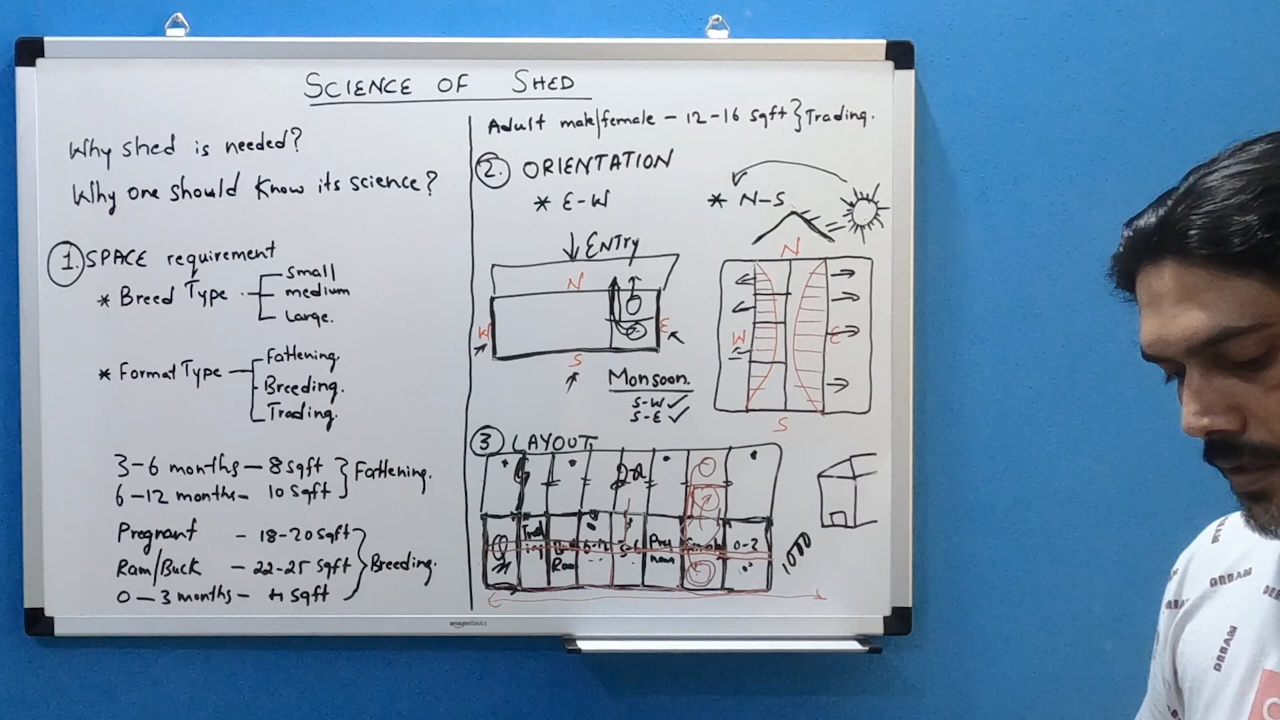 SCIENCE OF SHED
Why shed is needed?
Why one should know its science?
1. SPACE requirement
* Breed Type
Small
medium
Large.
* Format Type
Fattening
Breeding.
Trading.
3-6 months - 8 sqft
6-12 months - 10 sqft
Fattening.
Pregnant - 18-20 sqft
Ram/Buck - 22-25 sqft
0-3 months - 4 sqft
Breeding.
Adult male/female - 12-16 sqft } Trading.
2. ORIENTATION
* E-W
* N-S
Entry
N
W
E
S
Monsoon.
S-W ✓
S-E ✓
N
W
E
S
3 LAYOUT
0-2
1000
amazonbasics
DREAM
DREAM
DREAM